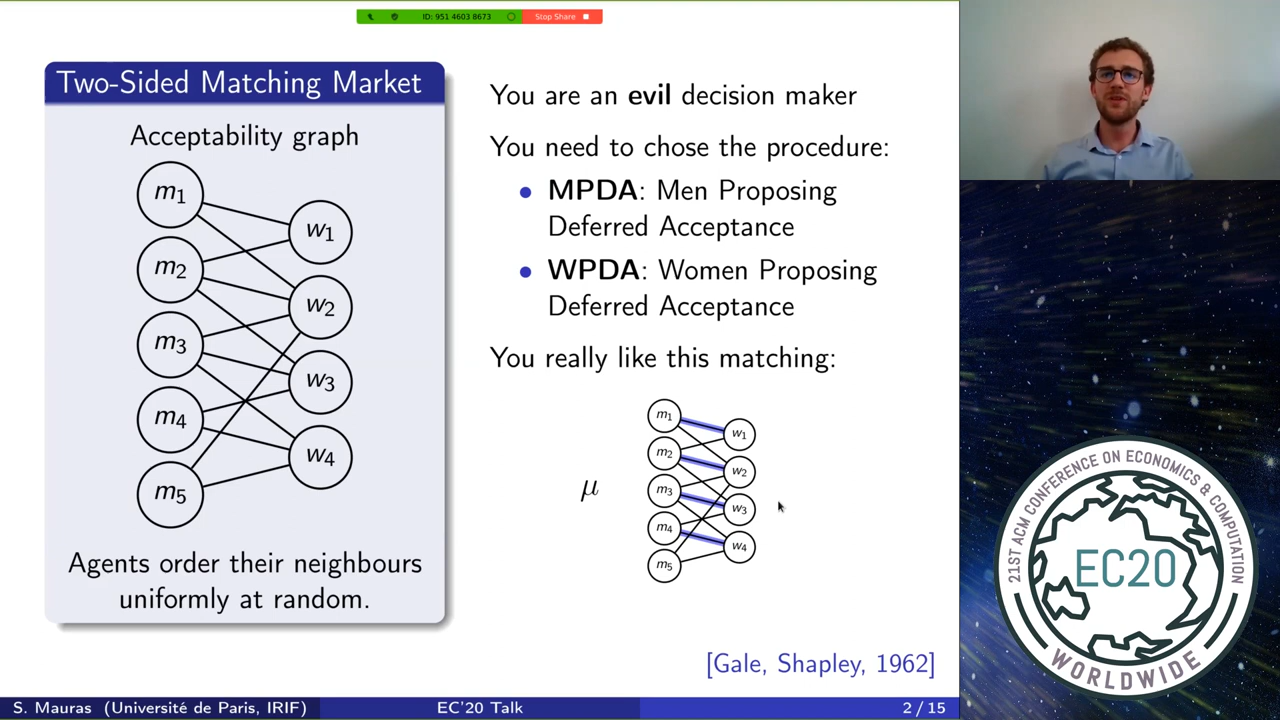 ID: 951 4603 8673
Stop Share
Two-Sided Matching Market
Acceptability graph
m1
m2
m3
m4
m5
w1
w2
w3
w4
Agents order their neighbours
uniformly at random.
You are an evil decision maker
You need to chose the procedure:
• MPDA: Men Proposing
Deferred Acceptance
• WPDA: Women Proposing
Deferred Acceptance
You really like this matching:
μ
m1
m2
m3
m4
m5
w1
w2
w3
w4
[Gale, Shapley, 1962]
S. Mauras (Université de Paris, IRIF)
EC'20 Talk
2 / 15
21ST ACM CONFERENCE ON ECONOMICS & COMPUTATION
EC20
WORLDWIDE